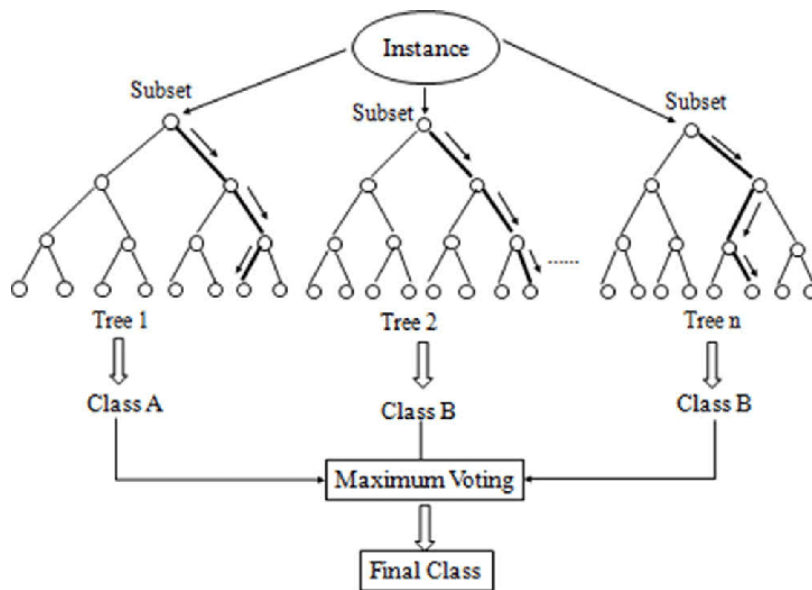 Instance
Subset
Subset
Subset
......
Tree 1
Tree 2
Tree n
Class A
Class B
Class B
Maximum Voting
Final Class